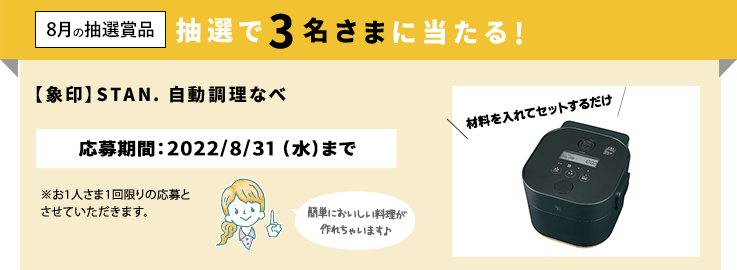 8月の抽選賞品
抽選で3名さまに当たる！
【象印】STAN. 自動調理なべ
応募期間：2022/8/31（水）まで
※お1人さま1回限りの応募と
させていただきます。
簡単においしい料理が
作れちゃいます♪
材料を入れてセットするだけ